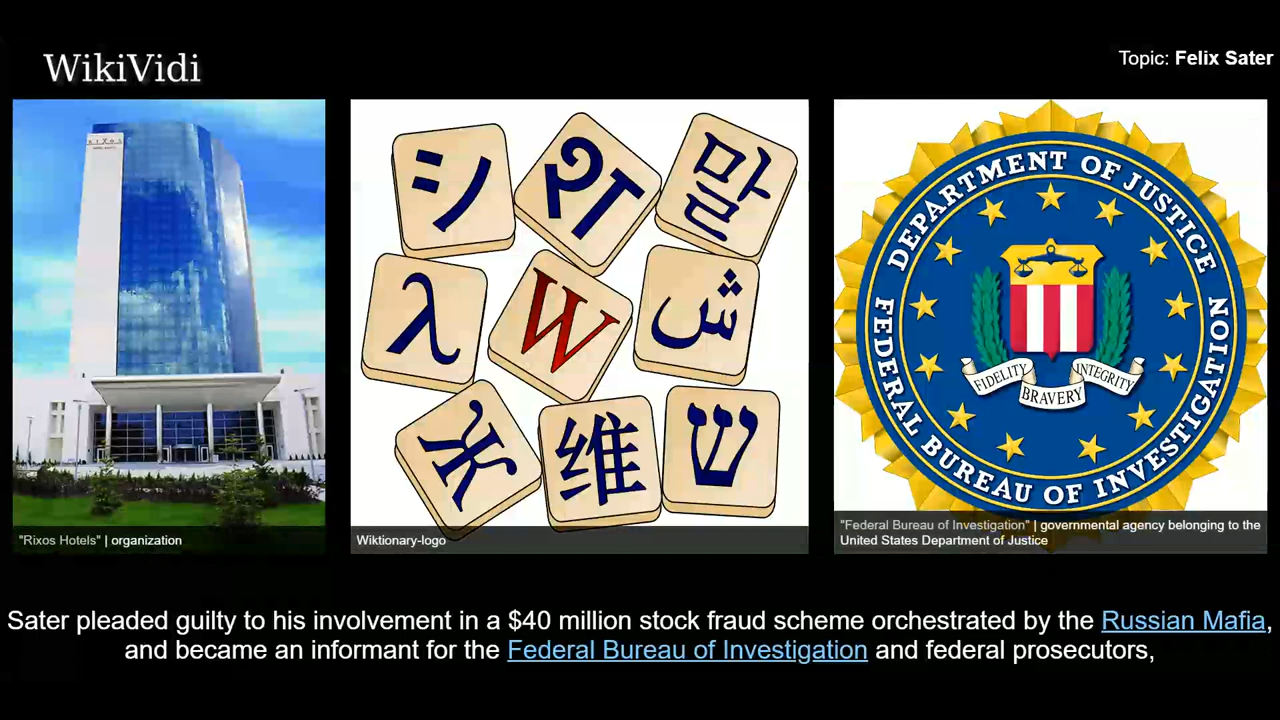 WikiVidi
Topic: Felix Sater
RIXOS
シ
श
말
λ
W
ش
Ж
维
ש
DEPARTMENT OF JUSTICE
FEDERAL BUREAU OF INVESTIGATION
FIDELITY
BRAVERY
INTEGRITY
"Rixos Hotels" | organization
Wiktionary-logo
"Federal Bureau of Investigation" | governmental agency belonging to the
United States Department of Justice
Sater pleaded guilty to his involvement in a $40 million stock fraud scheme orchestrated by the Russian Mafia,
and became an informant for the Federal Bureau of Investigation and federal prosecutors,